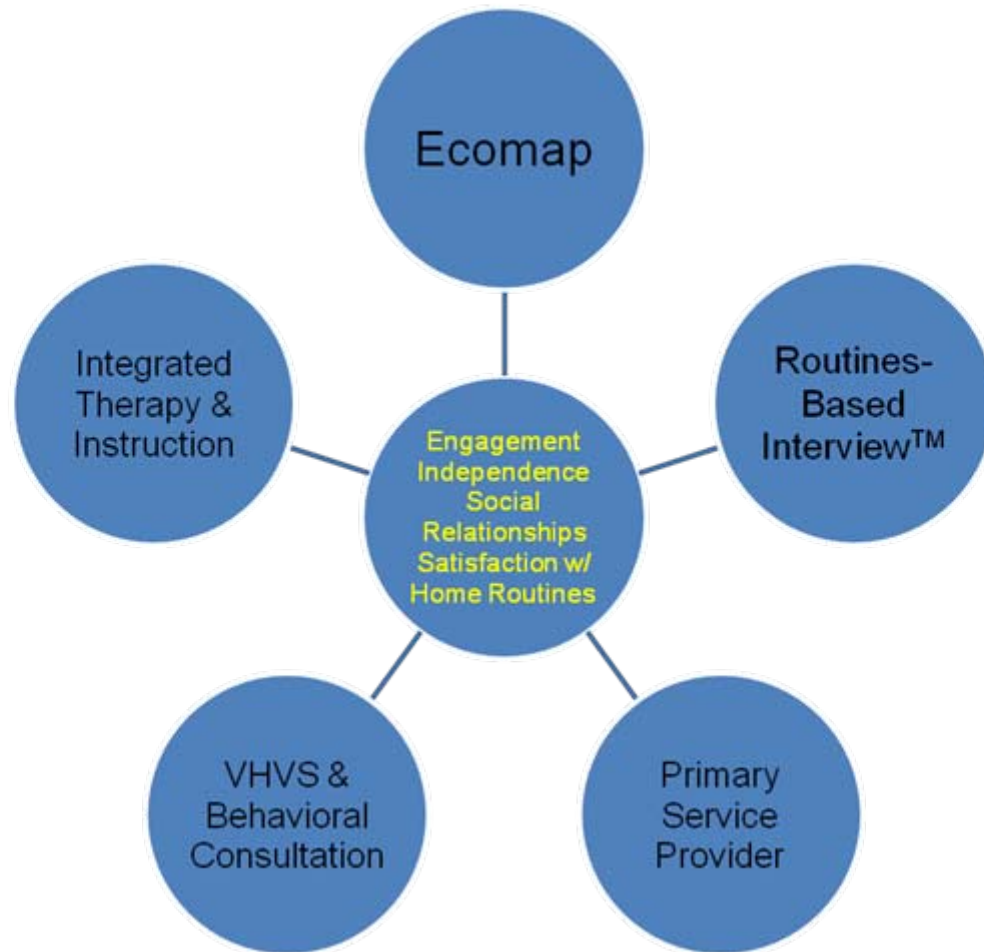 Ecomap
Routines-
Based
Interview™
Primary
Service
Provider
VHVS &
Behavioral
Consultation
Integrated
Therapy &
Instruction
Engagement
Independence
Social
Relationships
Satisfaction w/
Home Routines